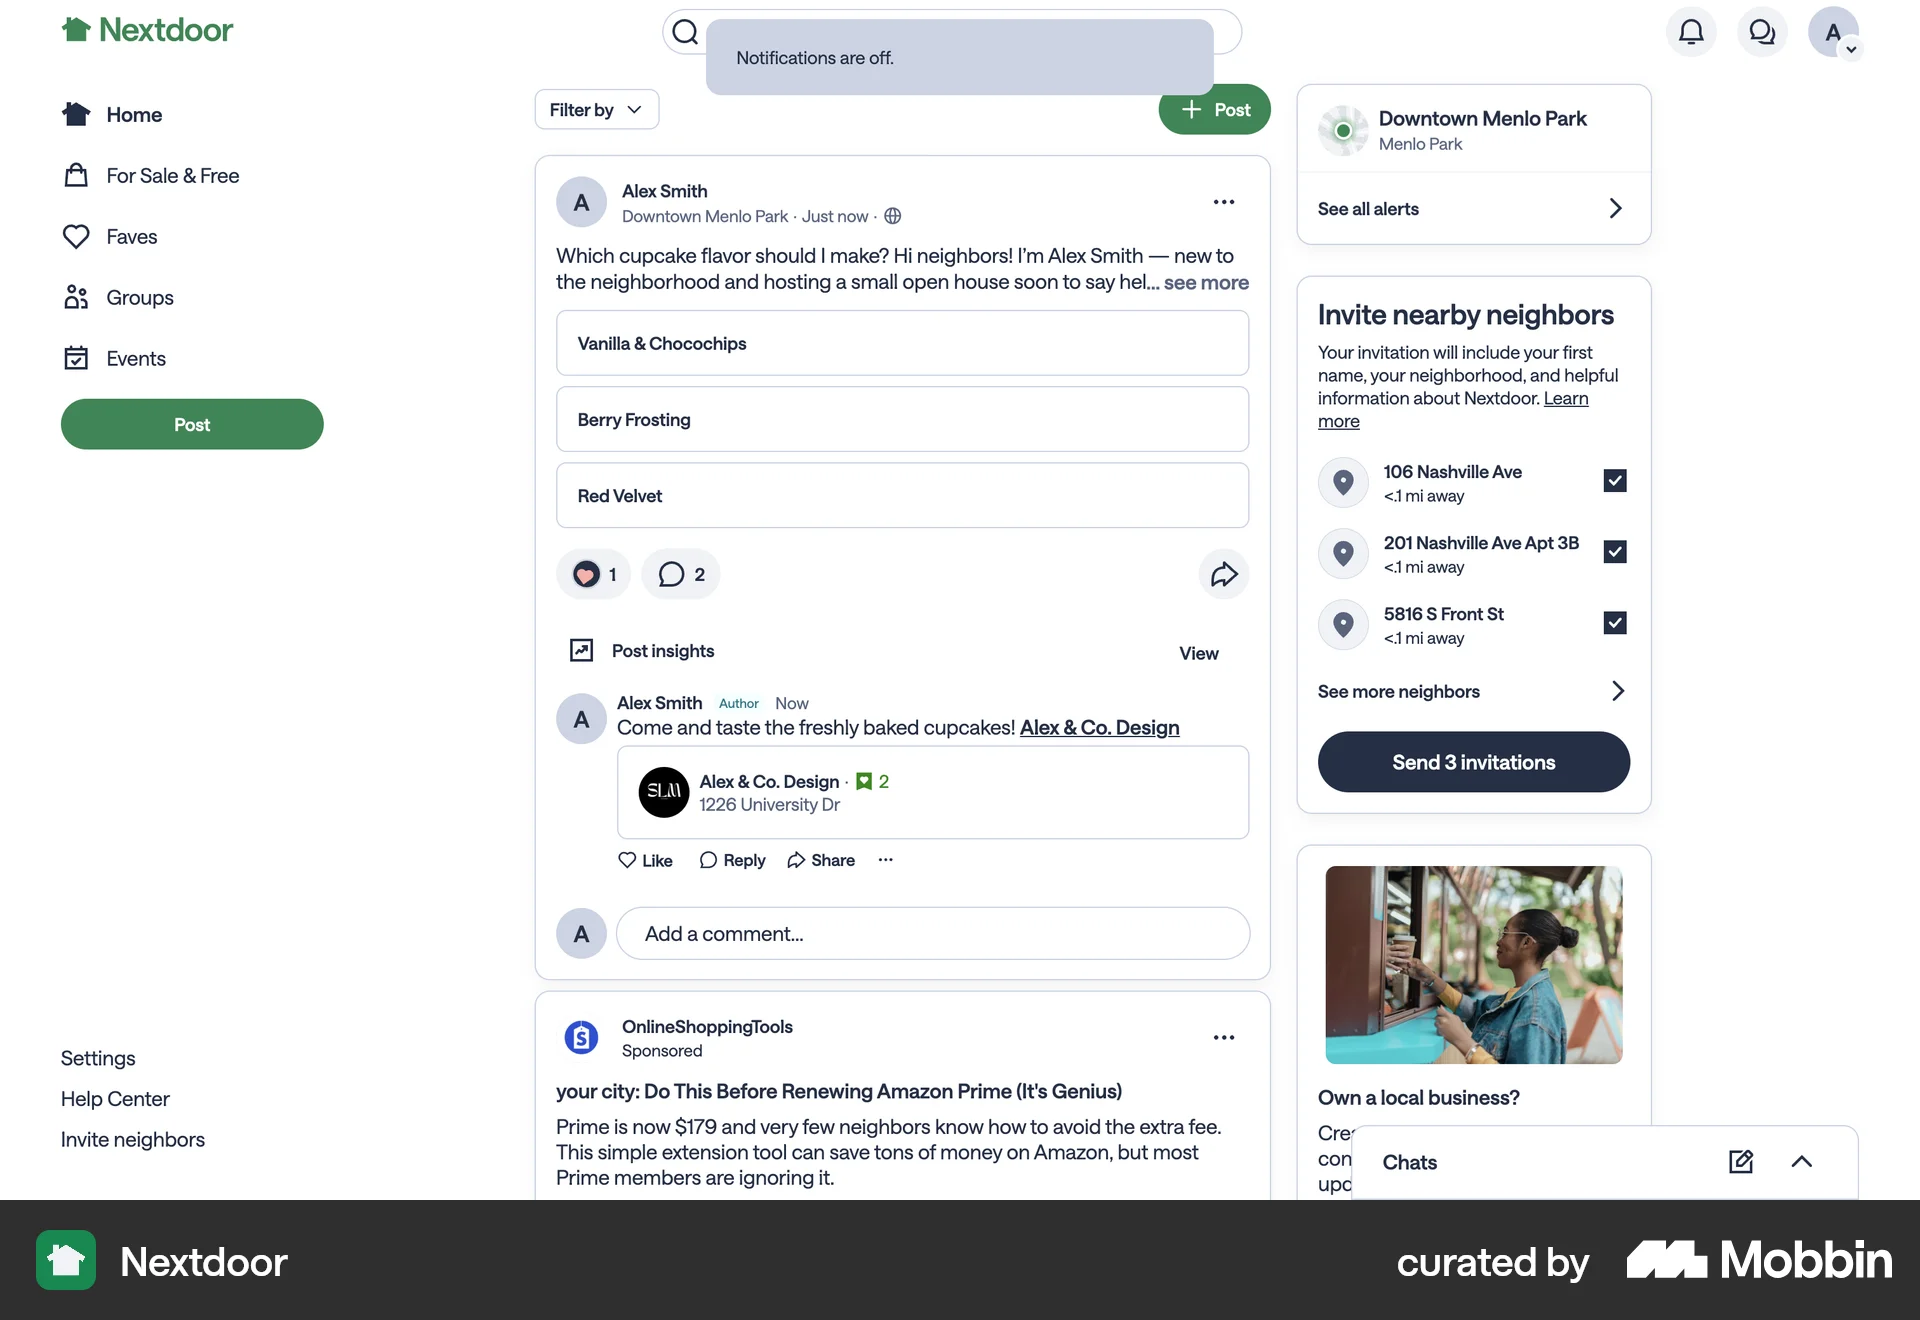 Nextdoor
Notifications are off.
A
Home
For Sale & Free
Faves
Groups
Events
Post
Settings
Help Center
Invite neighbors
Filter by
Post
A
Alex Smith
Downtown Menlo Park · Just now ·
Which cupcake flavor should I make? Hi neighbors! I'm Alex Smith — new to
the neighborhood and hosting a small open house soon to say hel... see more
Vanilla & Chocochips
Berry Frosting
Red Velvet
1
2
Post insights
View
A
Alex Smith Author Now
Come and taste the freshly baked cupcakes! Alex & Co. Design
SLM
Alex & Co. Design · 2
1226 University Dr
Like
Reply
Share
A
Add a comment...
S
OnlineShoppingTools
Sponsored
your city: Do This Before Renewing Amazon Prime (It's Genius)
Prime is now $179 and very few neighbors know how to avoid the extra fee.
This simple extension tool can save tons of money on Amazon, but most
Prime members are ignoring it.
Downtown Menlo Park
Menlo Park
See all alerts
Invite nearby neighbors
Your invitation will include your first
name, your neighborhood, and helpful
information about Nextdoor. Learn
more
106 Nashville Ave
<.1 mi away
201 Nashville Ave Apt 3B
<.1 mi away
5816 S Front St
<.1 mi away
See more neighbors
Send 3 invitations
Own a local business?
Chats
Nextdoor
curated by Mobbin